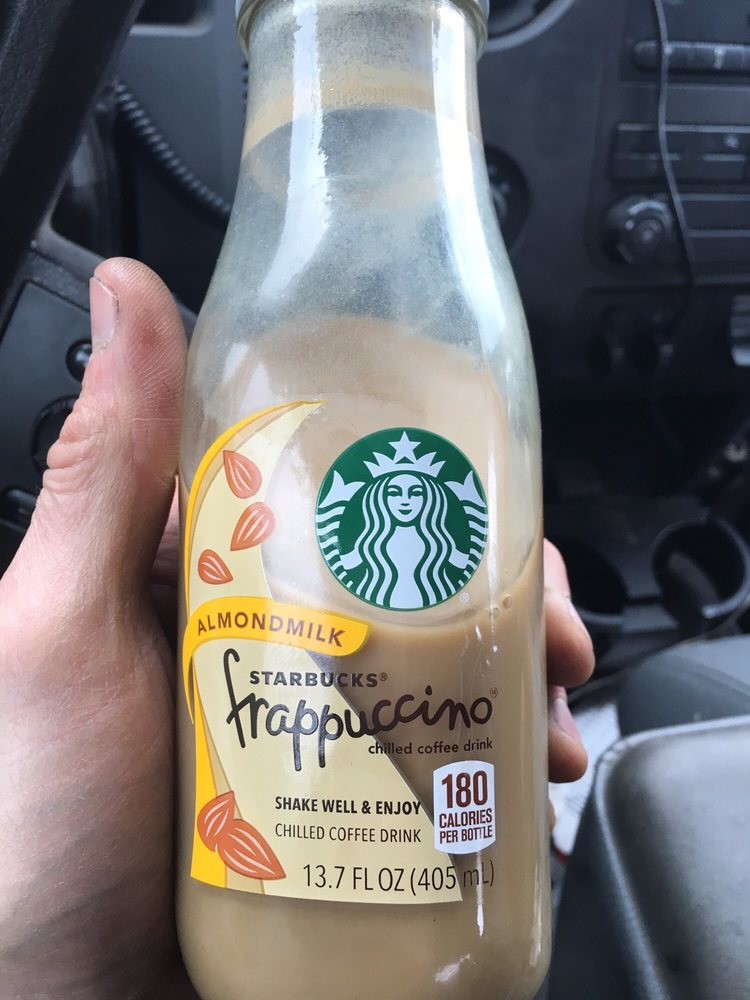 ALMONDMILK
STARBUCKS®
frappuccino®
chilled coffee drink
SHAKE WELL & ENJOY
CHILLED COFFEE DRINK
180
CALORIES
PER BOTTLE
13.7 FL OZ (405 mL)